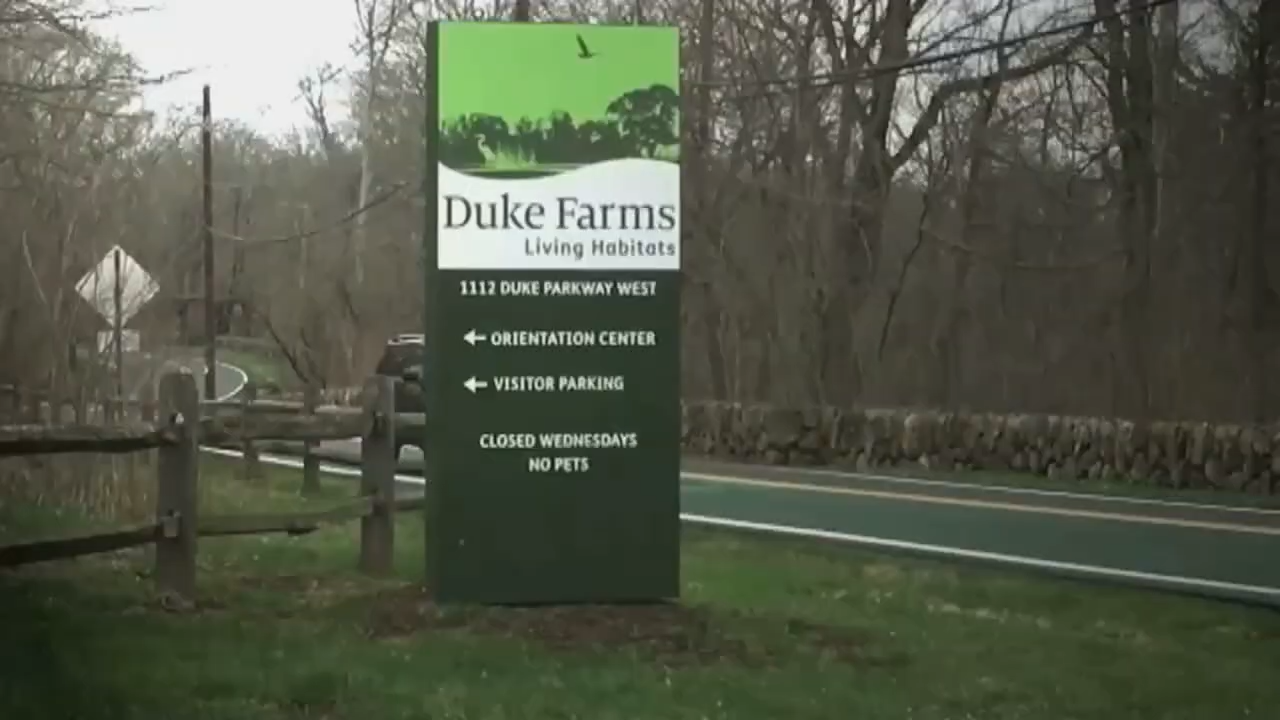 Duke Farms
Living Habitats
1112 DUKE PARKWAY WEST
← ORIENTATION CENTER
← VISITOR PARKING
CLOSED WEDNESDAYS
NO PETS